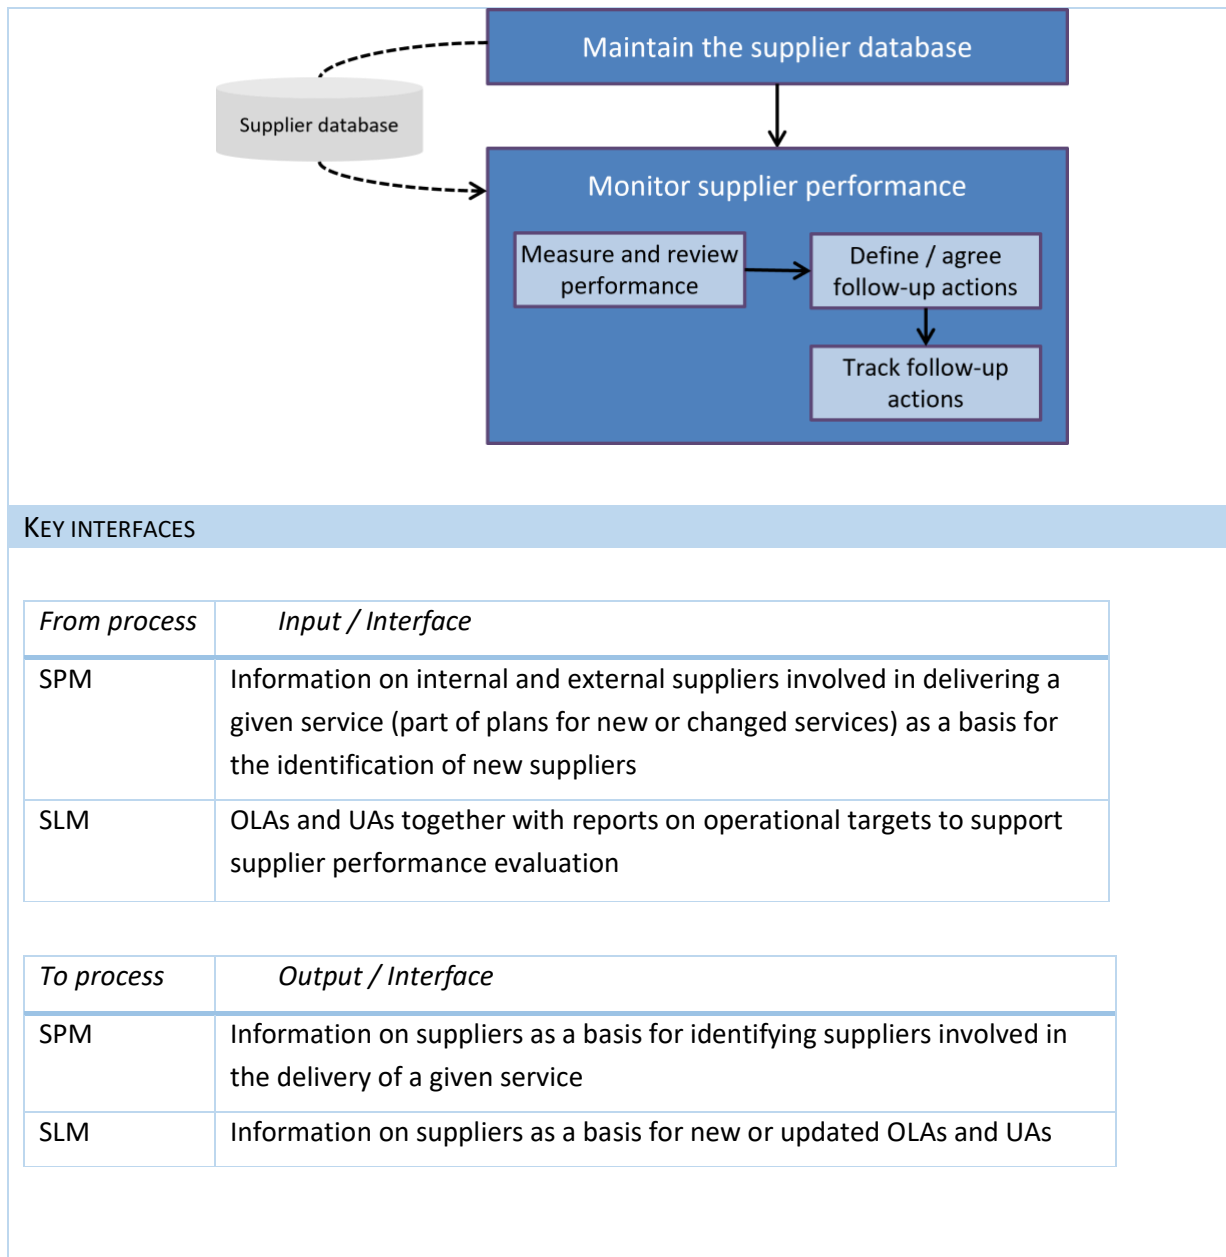 Maintain the supplier database
Supplier database
Monitor supplier performance
Measure and review
performance
Define / agree
follow-up actions
Track follow-up
actions
KEY INTERFACES
From process Input / Interface
SPM Information on internal and external suppliers involved in delivering a
given service (part of plans for new or changed services) as a basis for
the identification of new suppliers
SLM OLAs and UAs together with reports on operational targets to support
supplier performance evaluation
To process Output / Interface
SPM Information on suppliers as a basis for identifying suppliers involved in
the delivery of a given service
SLM Information on suppliers as a basis for new or updated OLAs and UAs